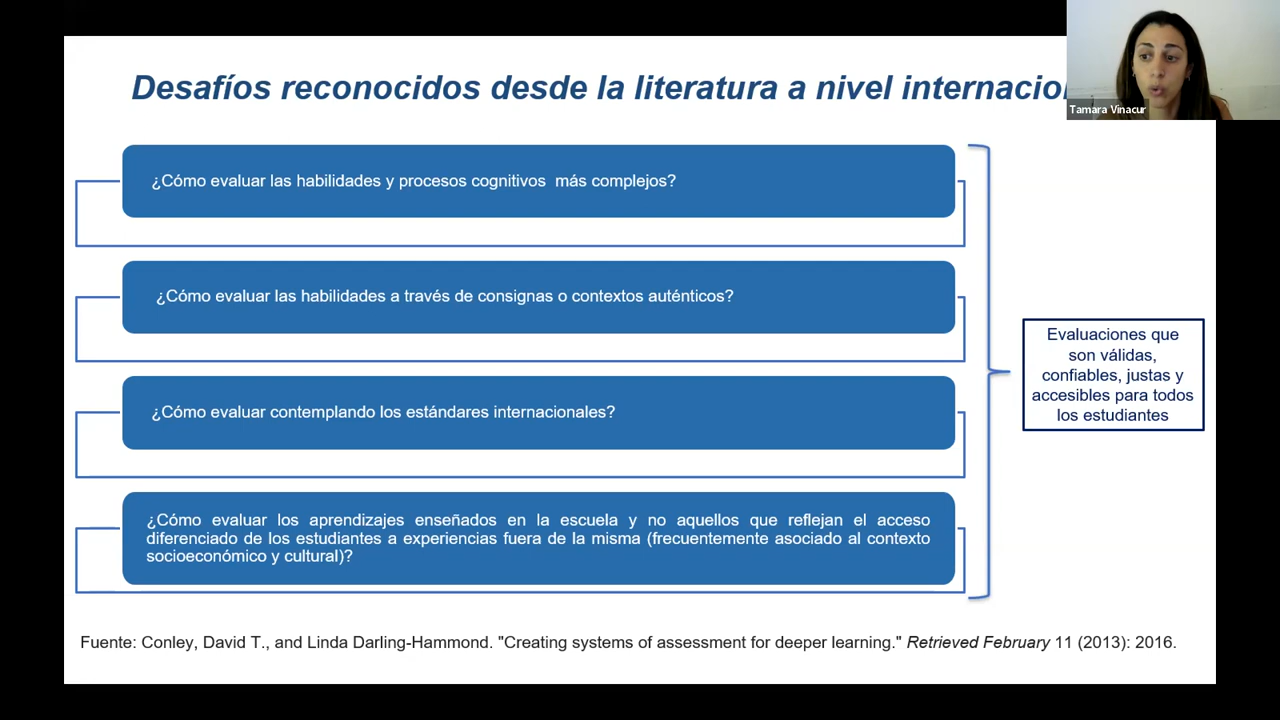 Desafíos reconocidos desde la literatura a nivel internacio
Tamara Vinacur
¿Cómo evaluar las habilidades y procesos cognitivos más complejos?
¿Cómo evaluar las habilidades a través de consignas o contextos auténticos?
¿Cómo evaluar contemplando los estándares internacionales?
¿Cómo evaluar los aprendizajes enseñados en la escuela y no aquellos que reflejan el acceso
diferenciado de los estudiantes a experiencias fuera de la misma (frecuentemente asociado al contexto
socioeconómico y cultural)?
Evaluaciones que
son válidas,
confiables, justas y
accesibles para todos
los estudiantes
Fuente: Conley, David T., and Linda Darling-Hammond. "Creating systems of assessment for deeper learning." Retrieved February 11 (2013): 2016.